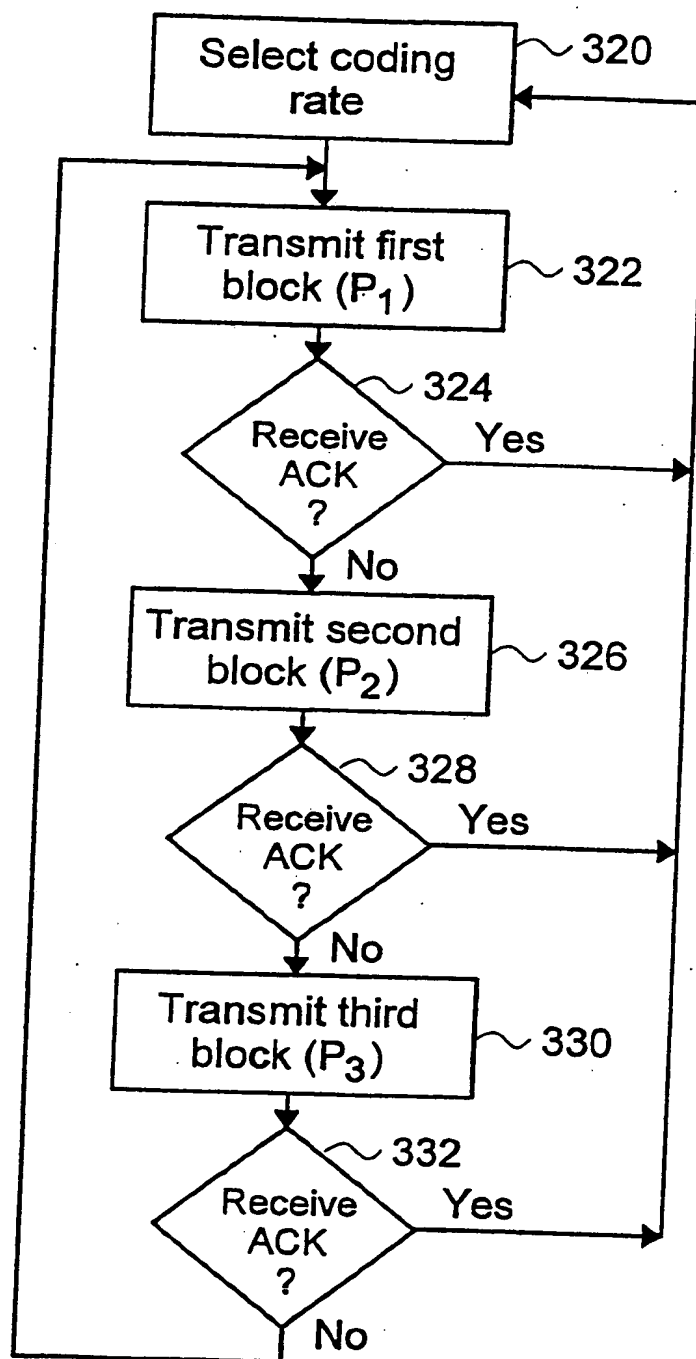 Select coding
rate
320
Transmit first
block (P₁)
322
324
Receive
ACK
?
Yes
No
Transmit second
block (P₂)
326
328
Receive
ACK
?
Yes
No
Transmit third
block (P₃)
330
332
Receive
ACK
?
Yes
No